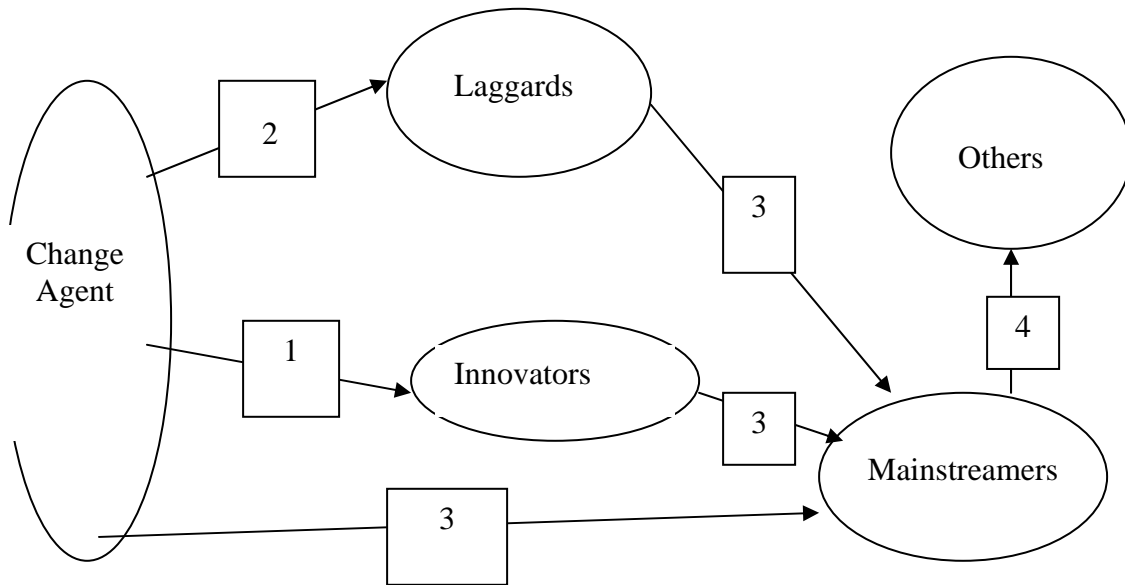 Laggards
2
Others
3
Change
Agent
4
1
Innovators
3
Mainstreamers
3